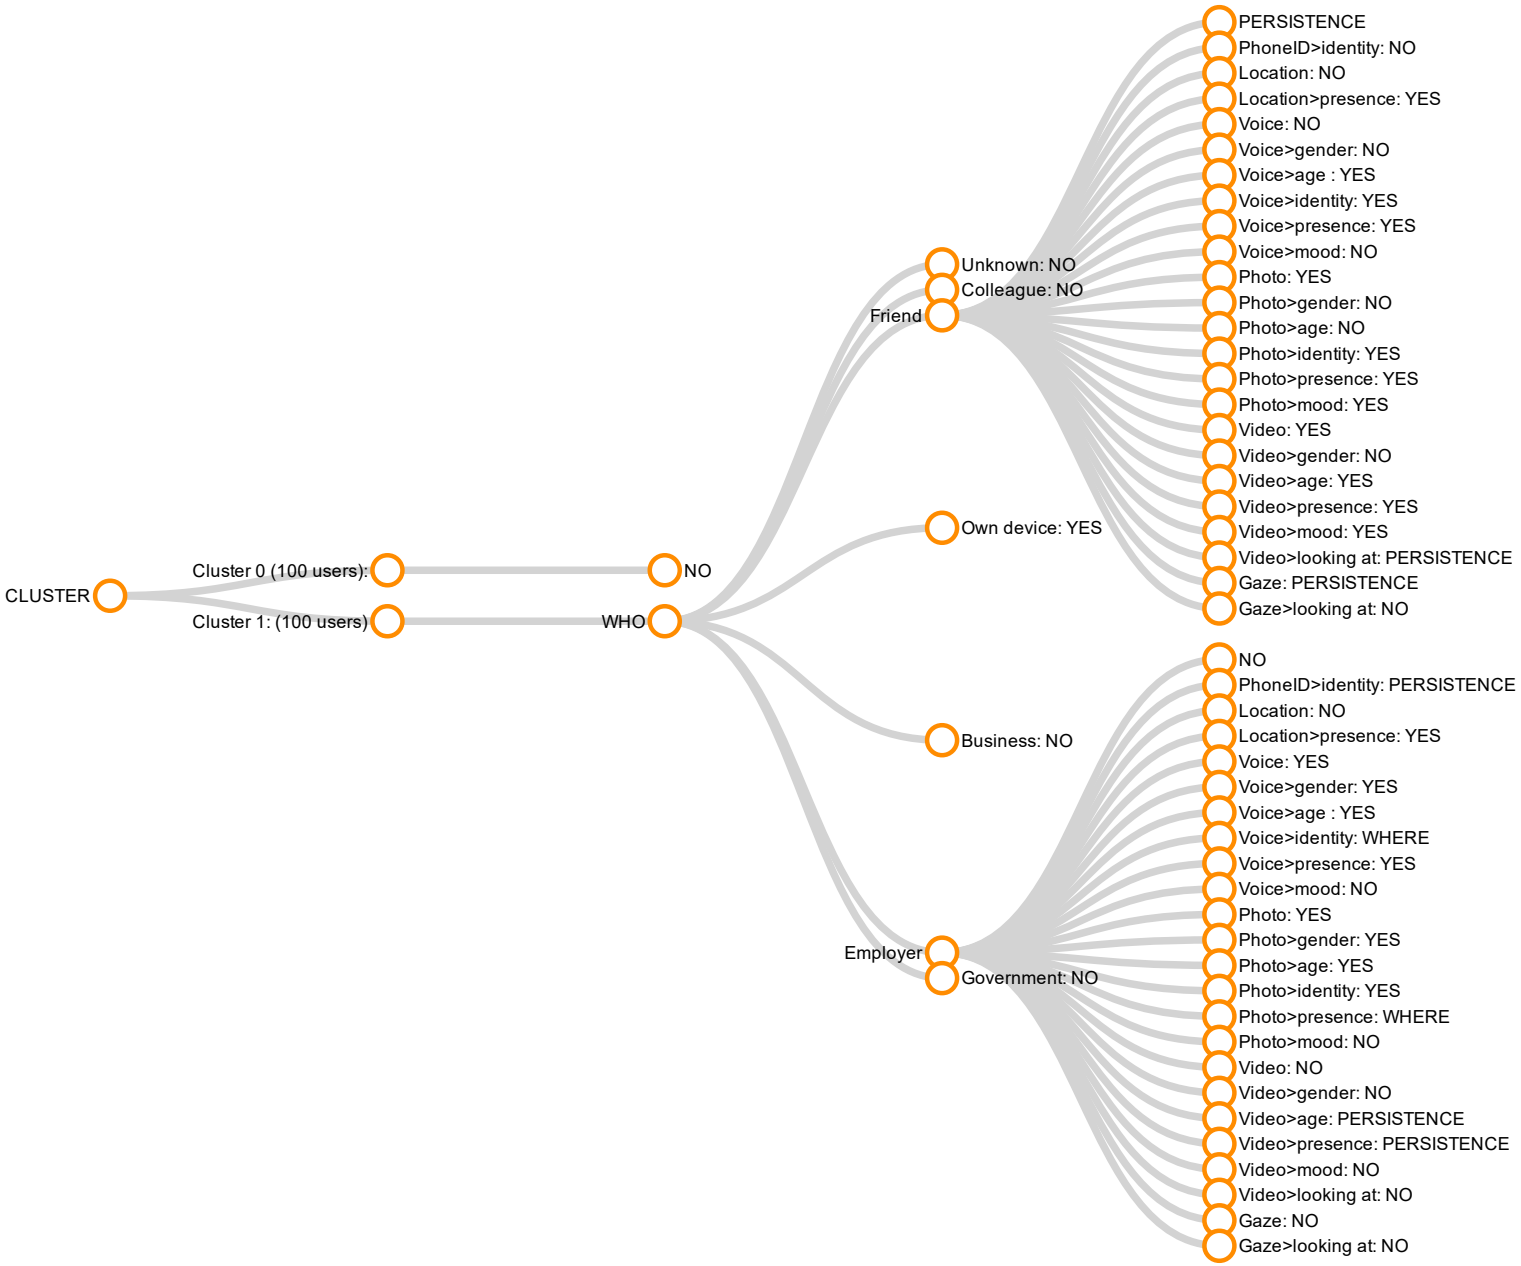 CLUSTER
Cluster 0 (100 users):
Cluster 1: (100 users)
NO
WHO
Unknown: NO
Colleague: NO
Friend
Own device: YES
Business: NO
Employer
Government: NO
PERSISTENCE
PhoneID>identity: NO
Location: NO
Location>presence: YES
Voice: NO
Voice>gender: NO
Voice>age : YES
Voice>identity: YES
Voice>presence: YES
Voice>mood: NO
Photo: YES
Photo>gender: NO
Photo>age: NO
Photo>identity: YES
Photo>presence: YES
Photo>mood: YES
Video: YES
Video>gender: NO
Video>age: YES
Video>presence: YES
Video>mood: YES
Video>looking at: PERSISTENCE
Gaze: PERSISTENCE
Gaze>looking at: NO
NO
PhoneID>identity: PERSISTENCE
Location: NO
Location>presence: YES
Voice: YES
Voice>gender: YES
Voice>age : YES
Voice>identity: WHERE
Voice>presence: YES
Voice>mood: NO
Photo: YES
Photo>gender: YES
Photo>age: YES
Photo>identity: YES
Photo>presence: WHERE
Photo>mood: NO
Video: NO
Video>gender: NO
Video>age: PERSISTENCE
Video>presence: PERSISTENCE
Video>mood: NO
Video>looking at: NO
Gaze: NO
Gaze>looking at: NO